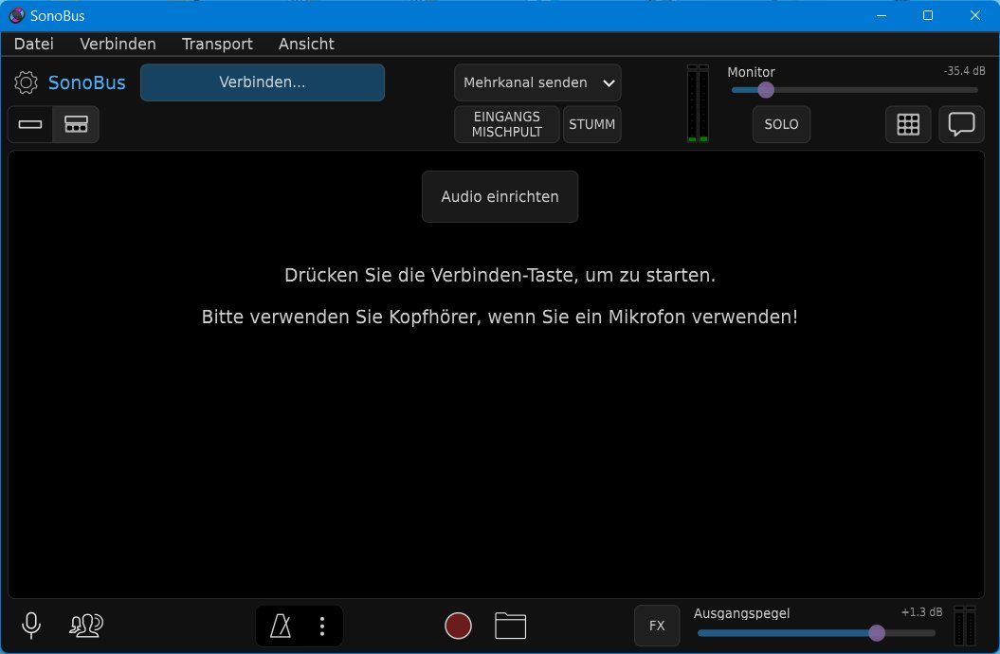 SonoBus
Datei Verbinden Transport Ansicht
SonoBus Verbinden... Mehrkanal senden Monitor -35.4 dB
EINGANGS
MISCHPULT
STUMM SOLO
Audio einrichten
Drücken Sie die Verbinden-Taste, um zu starten.
Bitte verwenden Sie Kopfhörer, wenn Sie ein Mikrofon verwenden!
FX Ausgangspegel +1.3 dB